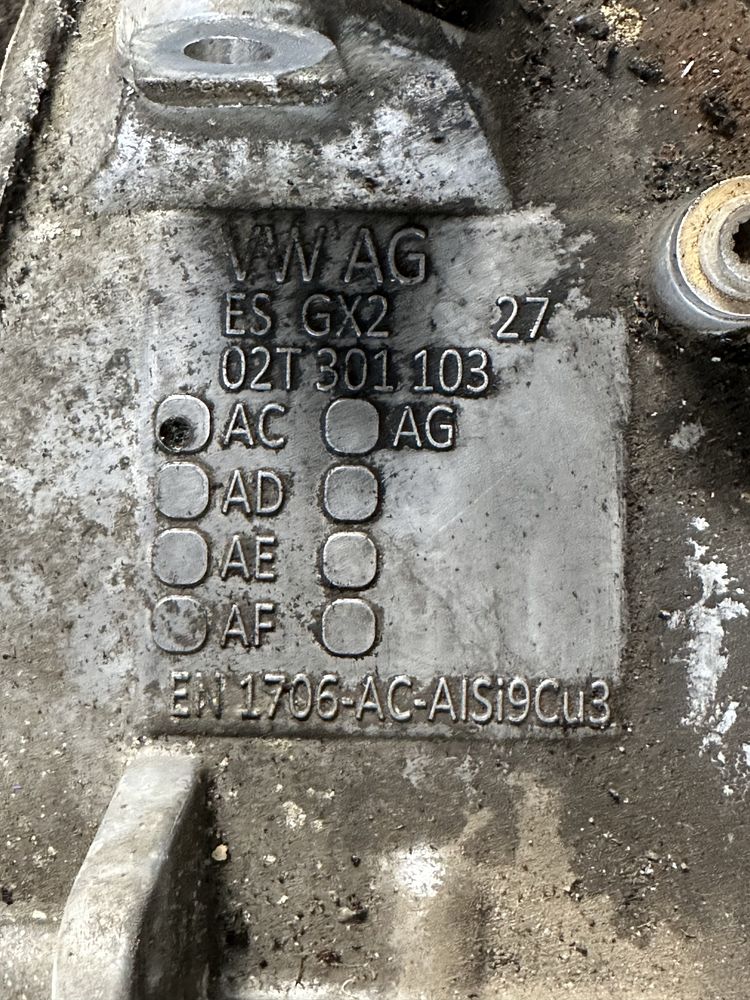 VW AG
ES GX2 27
02T 301 103
AC AG
AD
AE
AF
EN 1706-AC-AlSi9Cu3